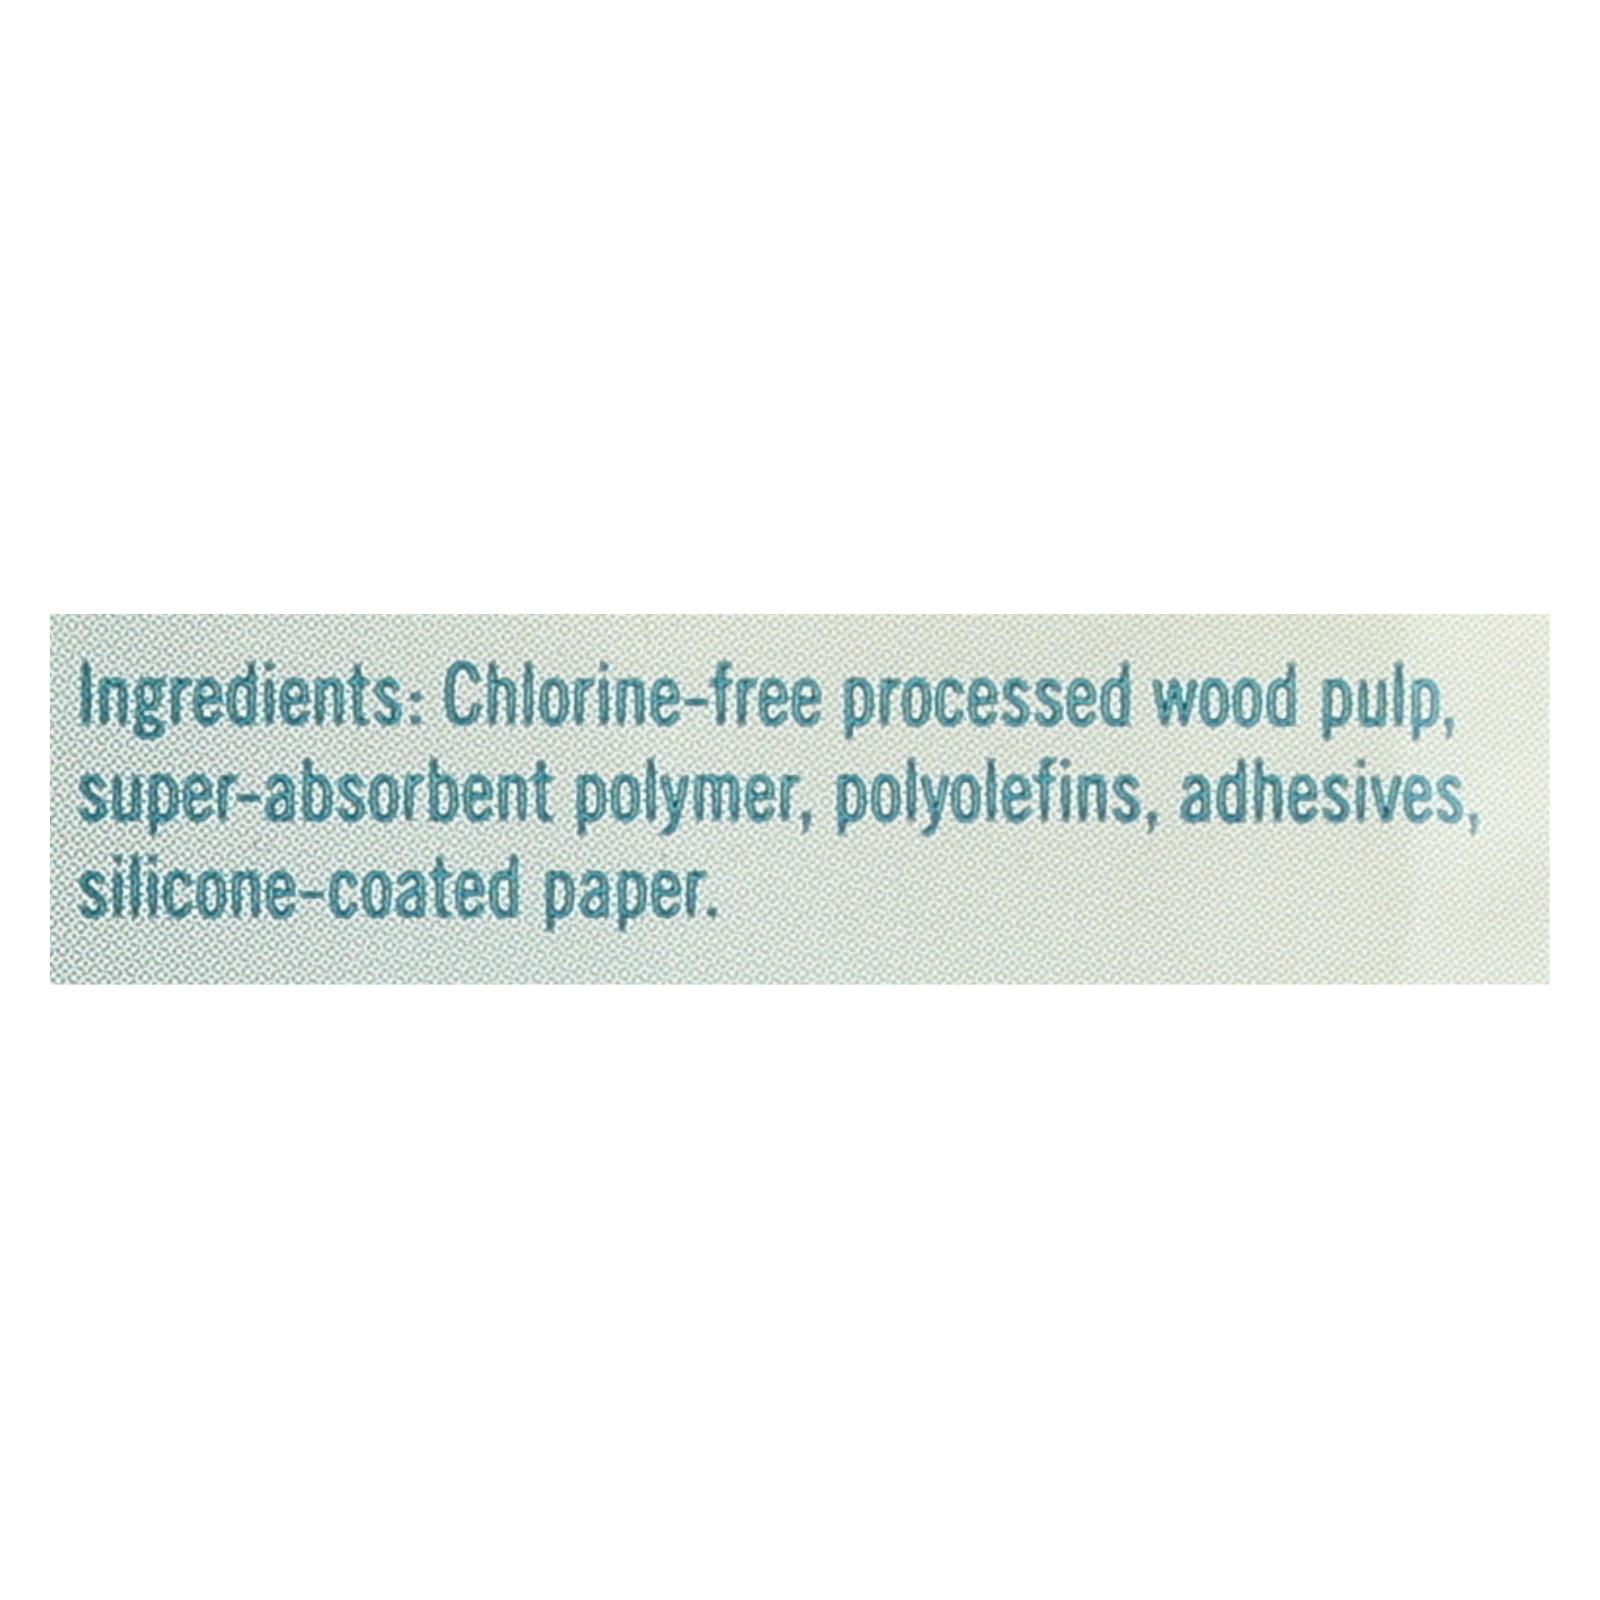 Ingredients: Chlorine-free processed wood pulp,
super-absorbent polymer, polyolefins, adhesives,
silicone-coated paper.